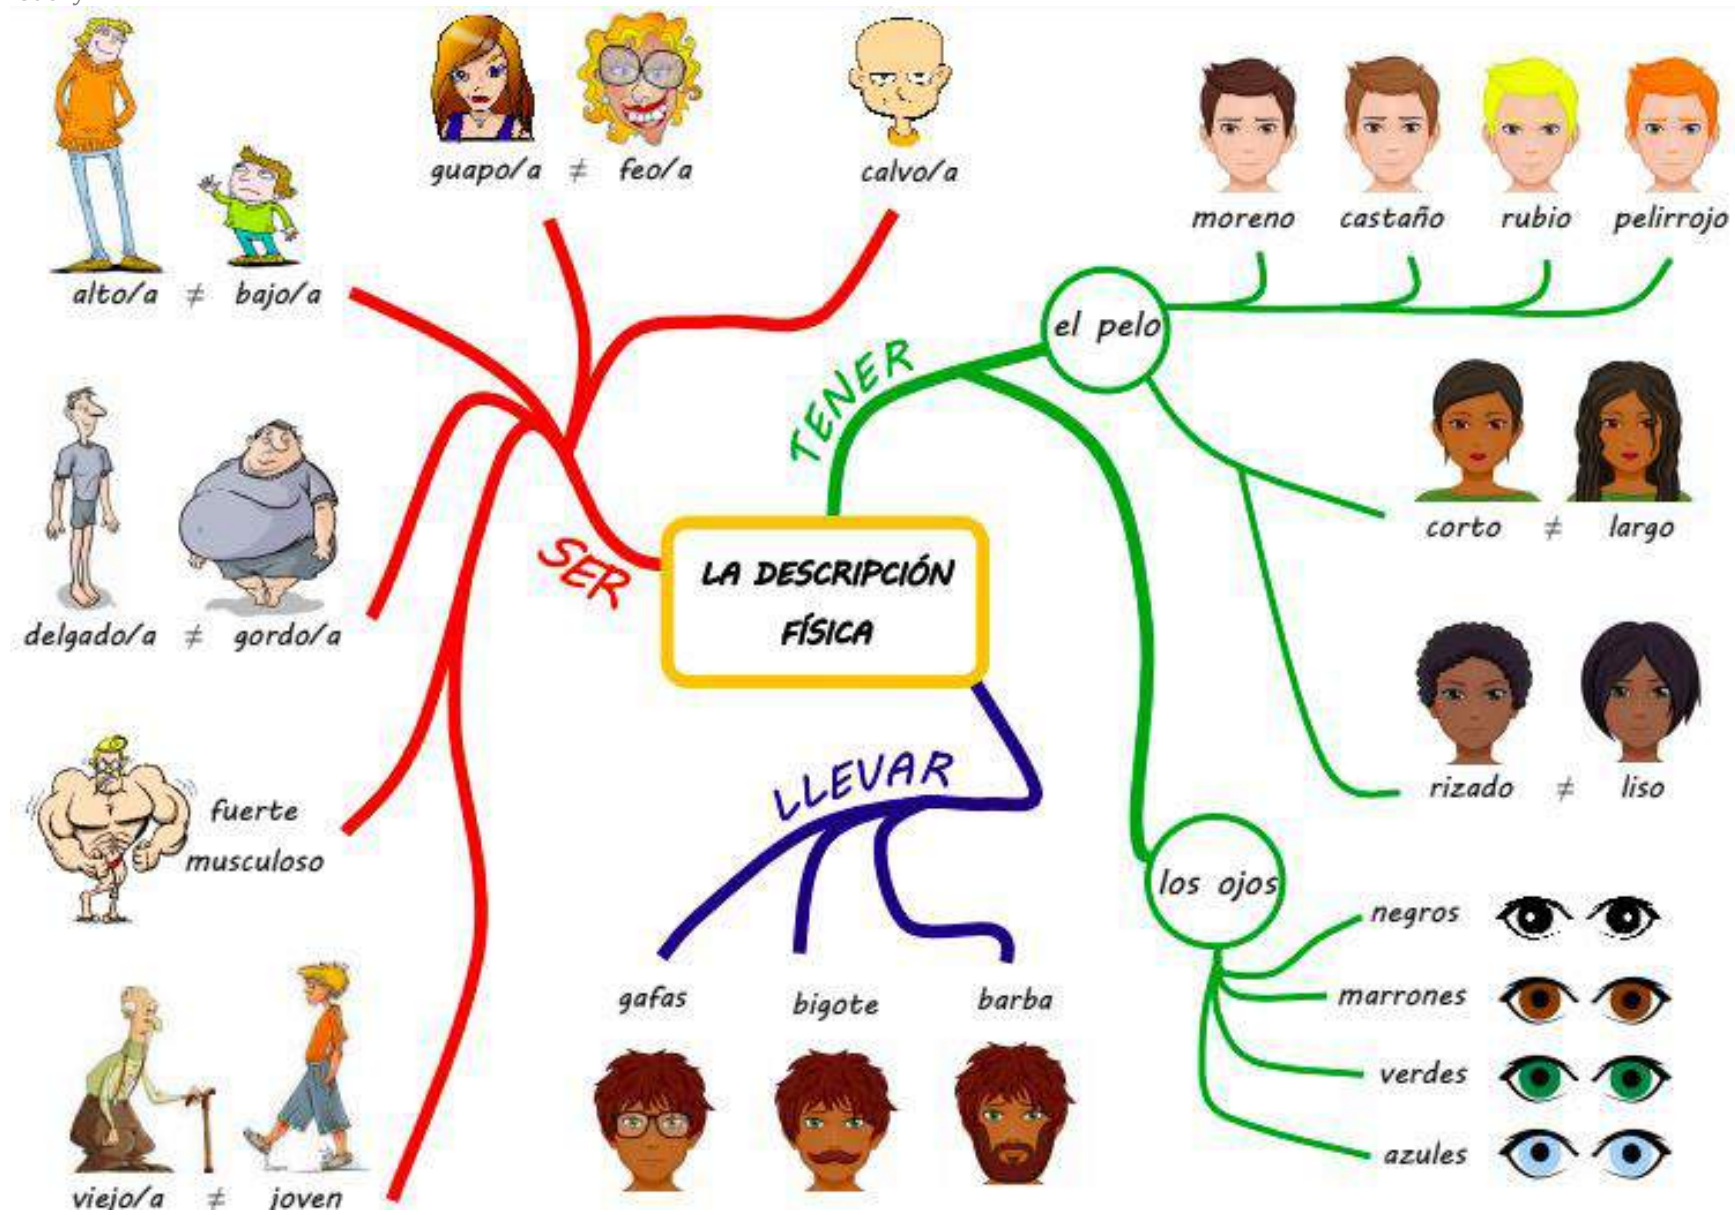 LA DESCRIPCIÓN
FÍSICA
SER
alto/a ≠ bajo/a
guapo/a ≠ feo/a
calvo/a
delgado/a ≠ gordo/a
fuerte
musculoso
viejo/a ≠ joven
TENER
el pelo
moreno castaño rubio pelirrojo
corto ≠ largo
rizado ≠ liso
los ojos
negros
marrones
verdes
azules
LLEVAR
gafas bigote barba